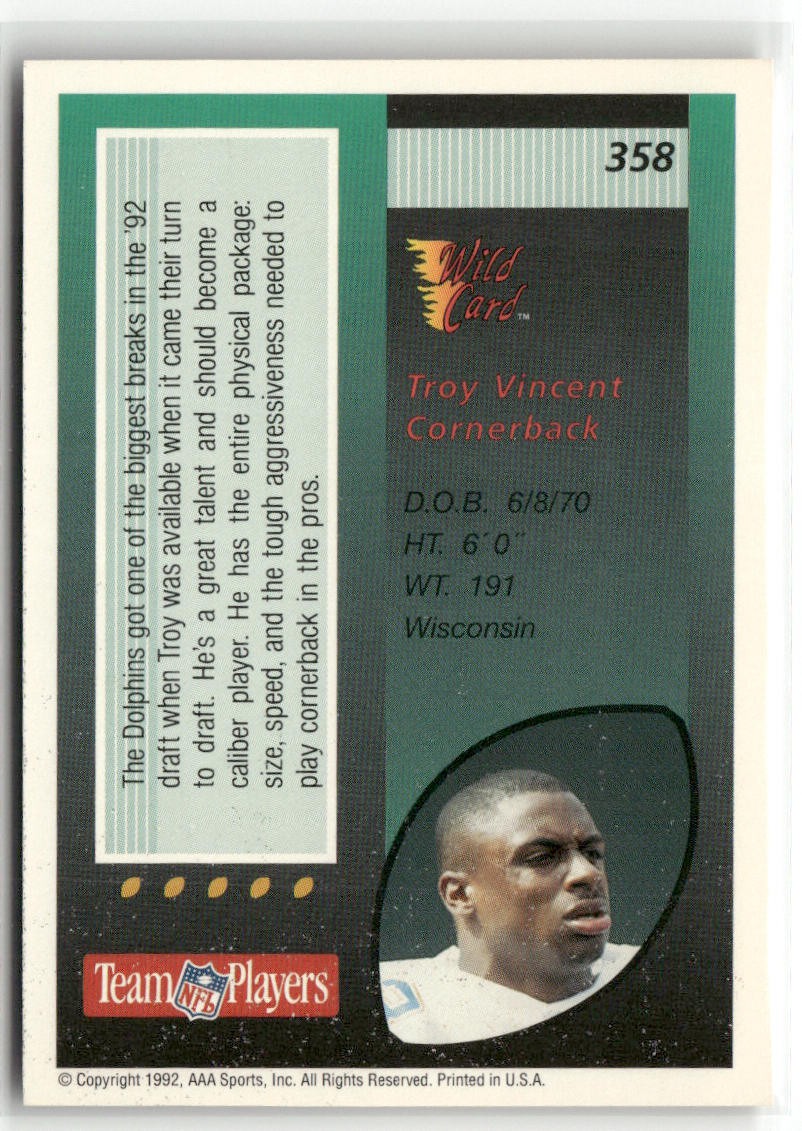 358
Wild
Card™
Troy Vincent
Cornerback
D.O.B. 6/8/70
HT. 6´0¨
WT. 191
Wisconsin
The Dolphins got one of the biggest breaks in the '92
draft when Troy was available when it came their turn
to draft. He's a great talent and should become a
caliber player. He has the entire physical package:
size, speed, and the tough aggressiveness needed to
play cornerback in the pros.
Team NFL Players
© Copyright 1992, AAA Sports, Inc. All Rights Reserved. Printed in U.S.A.